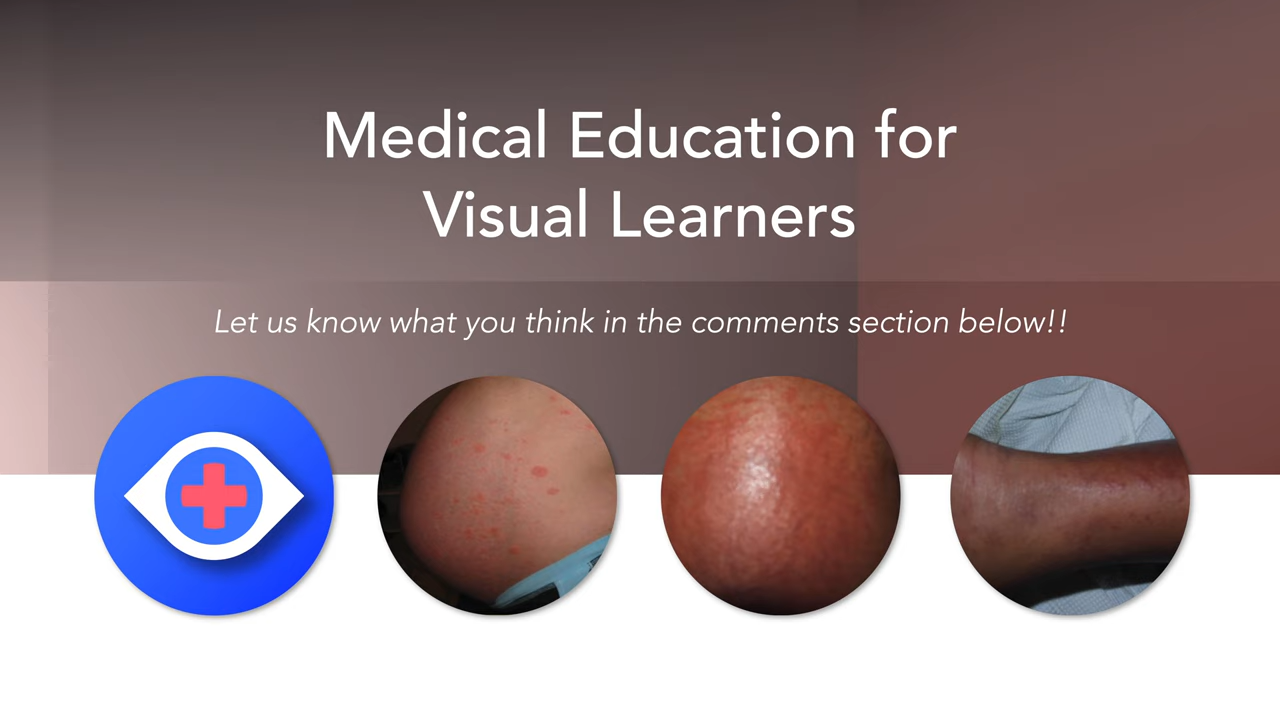 Medical Education for
Visual Learners
Let us know what you think in the comments section below!!